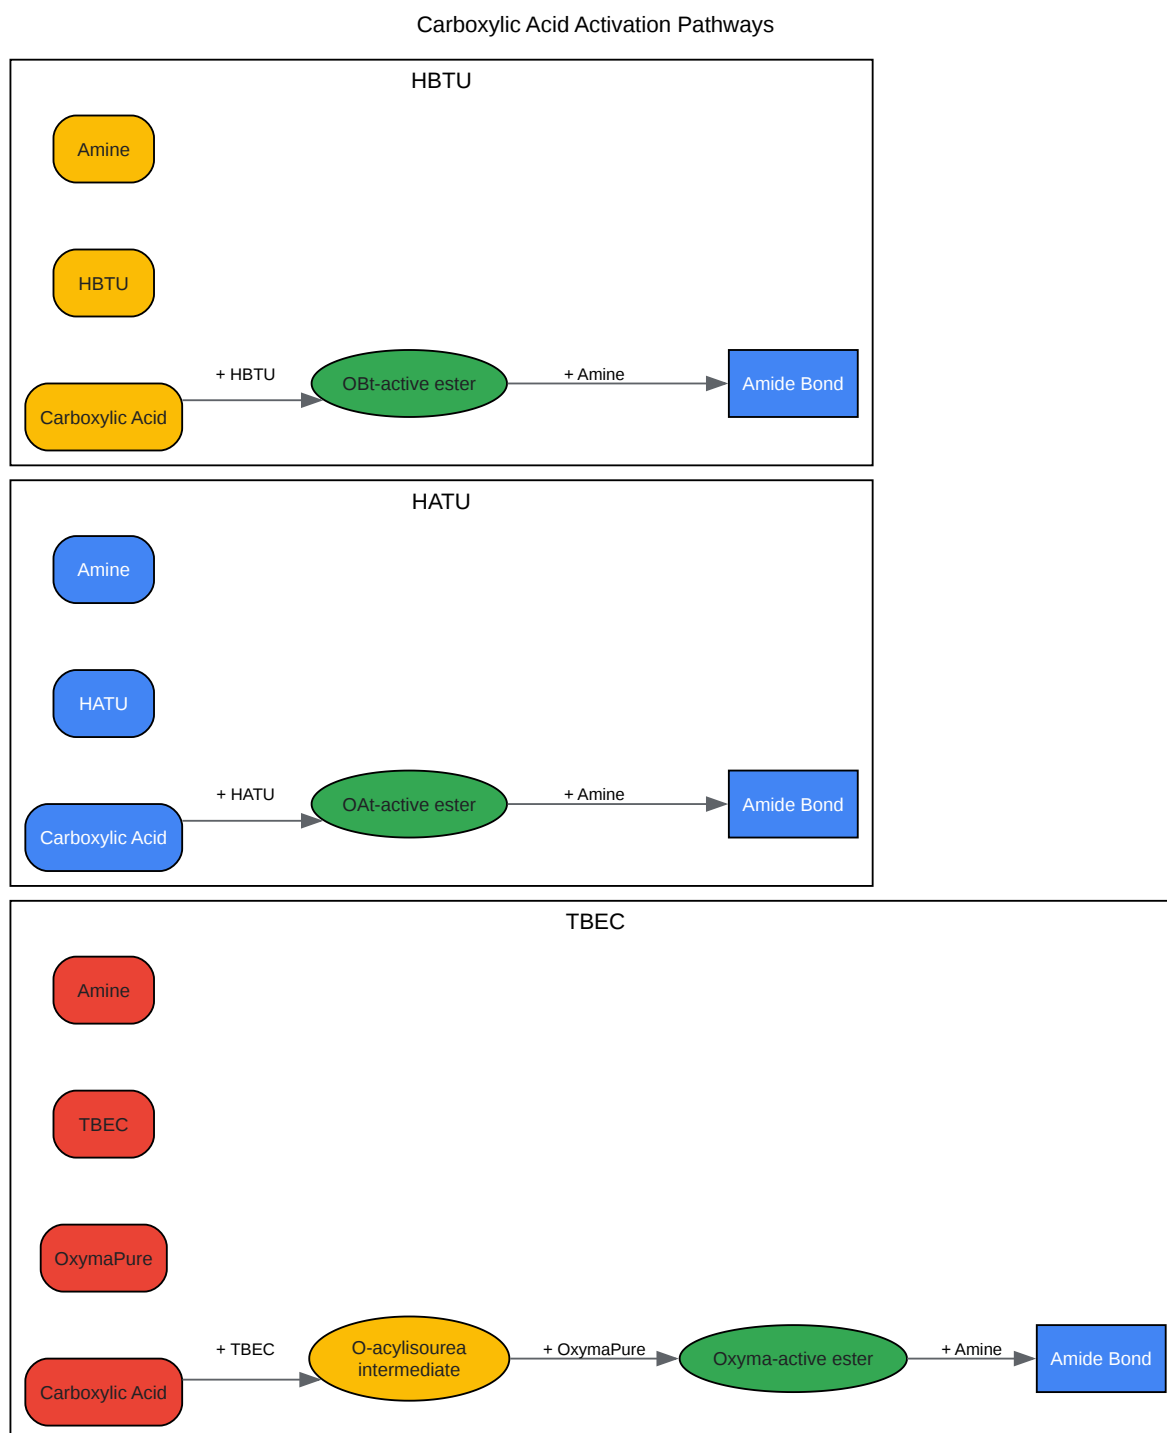 Carboxylic Acid Activation Pathways
HBTU
Amine
HBTU
Carboxylic Acid
+ HBTU
OBt-active ester
+ Amine
Amide Bond
HATU
Amine
HATU
Carboxylic Acid
+ HATU
OAt-active ester
+ Amine
Amide Bond
TBEC
Amine
TBEC
OxymaPure
Carboxylic Acid
+ TBEC
O-acylisourea
intermediate
+ OxymaPure
Oxyma-active ester
+ Amine
Amide Bond